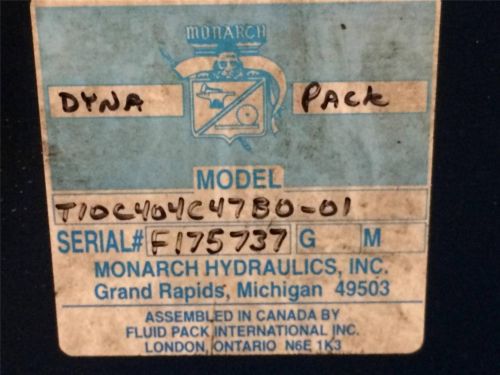 MONARCH
DYNA PACK
MODEL
T10C404C47B0-01
SERIAL# F175737 G M
MONARCH HYDRAULICS, INC.
Grand Rapids, Michigan 49503
ASSEMBLED IN CANADA BY
FLUID PACK INTERNATIONAL INC.
LONDON, ONTARIO N6E 1K3